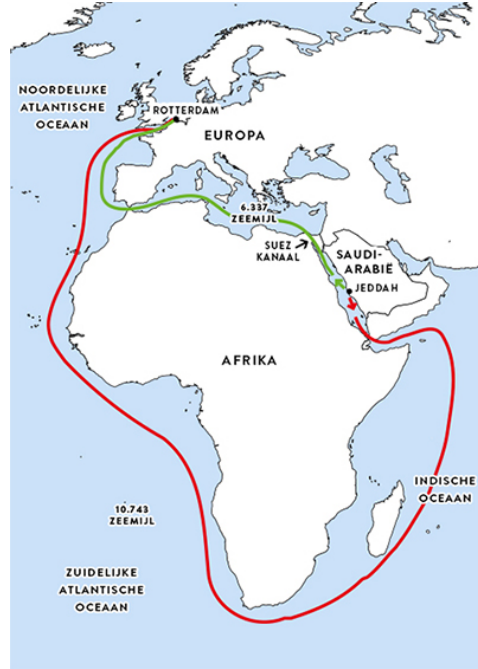 NOORDELIJKE
ATLANTISCHE
OCEAAN
ROTTERDAM
EUROPA
6.337
ZEEMIJL
SUEZ
KANAAL
SAUDI-
ARABIË
JEDDAH
AFRIKA
INDISCHE
OCEAAN
10.743
ZEEMIJL
ZUIDELIJKE
ATLANTISCHE
OCEAAN